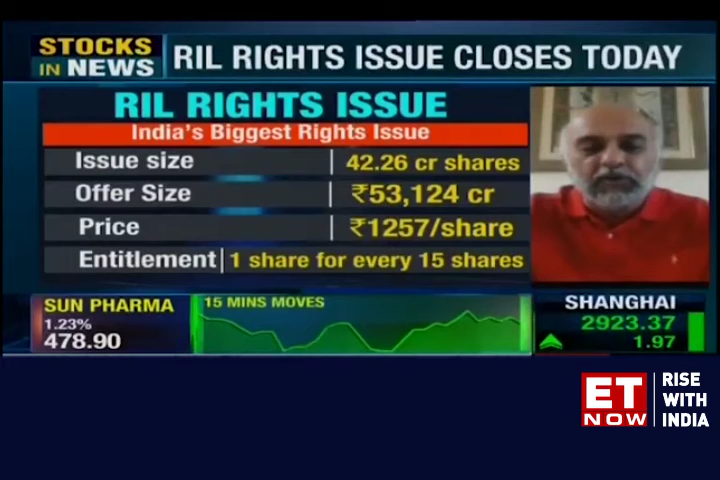 STOCKS
IN NEWS
RIL RIGHTS ISSUE CLOSES TODAY
RIL RIGHTS ISSUE
India's Biggest Rights Issue
Issue size 42.26 cr shares
Offer Size ₹53,124 cr
Price ₹1257/share
Entitlement 1 share for every 15 shares
SUN PHARMA
1.23%
478.90
15 MINS MOVES
SHANGHAI
2923.37
1.97
ET
NOW
RISE
WITH
INDIA